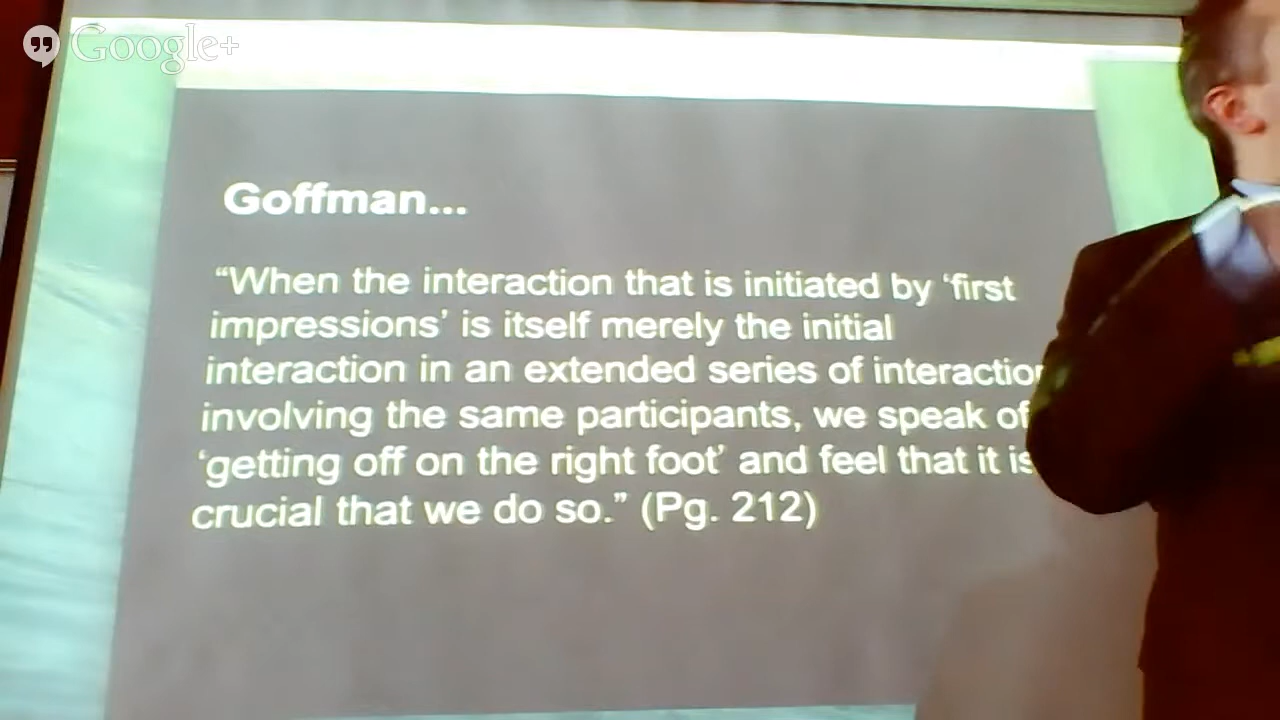 Google+
Goffman...
“When the interaction that is initiated by ‘first
impressions’ is itself merely the initial
interaction in an extended series of interaction
involving the same participants, we speak of
‘getting off on the right foot’ and feel that it is
crucial that we do so.” (Pg. 212)